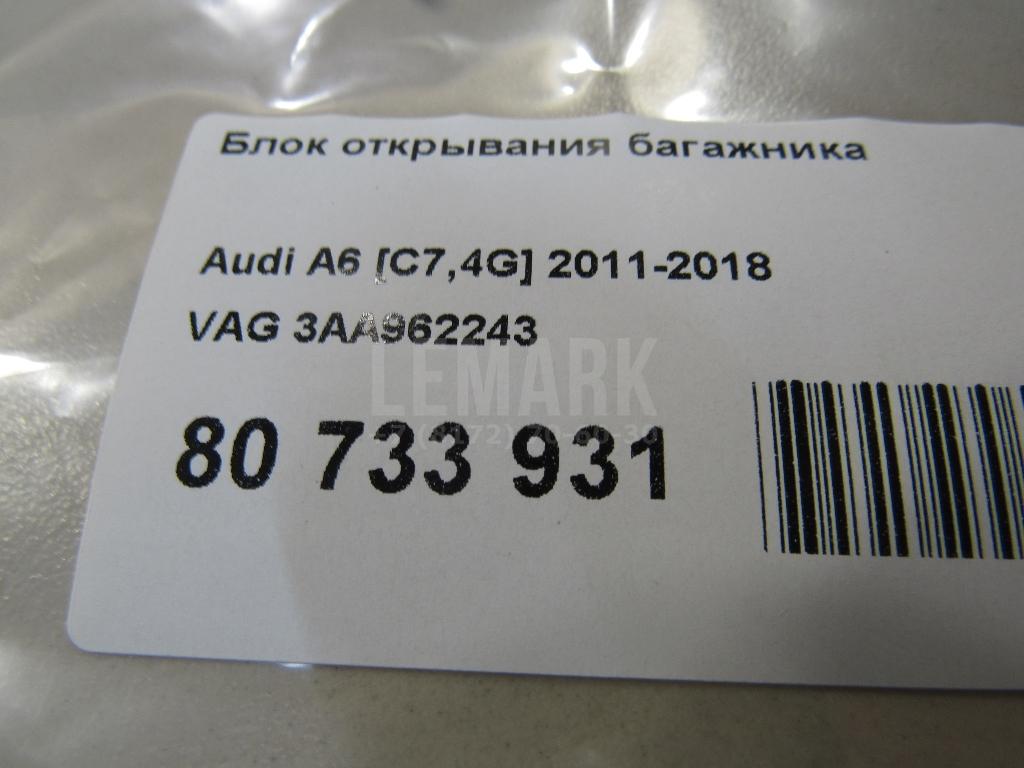 Блок открывания багажника
Audi A6 [C7,4G] 2011-2018
VAG 3AA962243
LEMARK
80 733 931